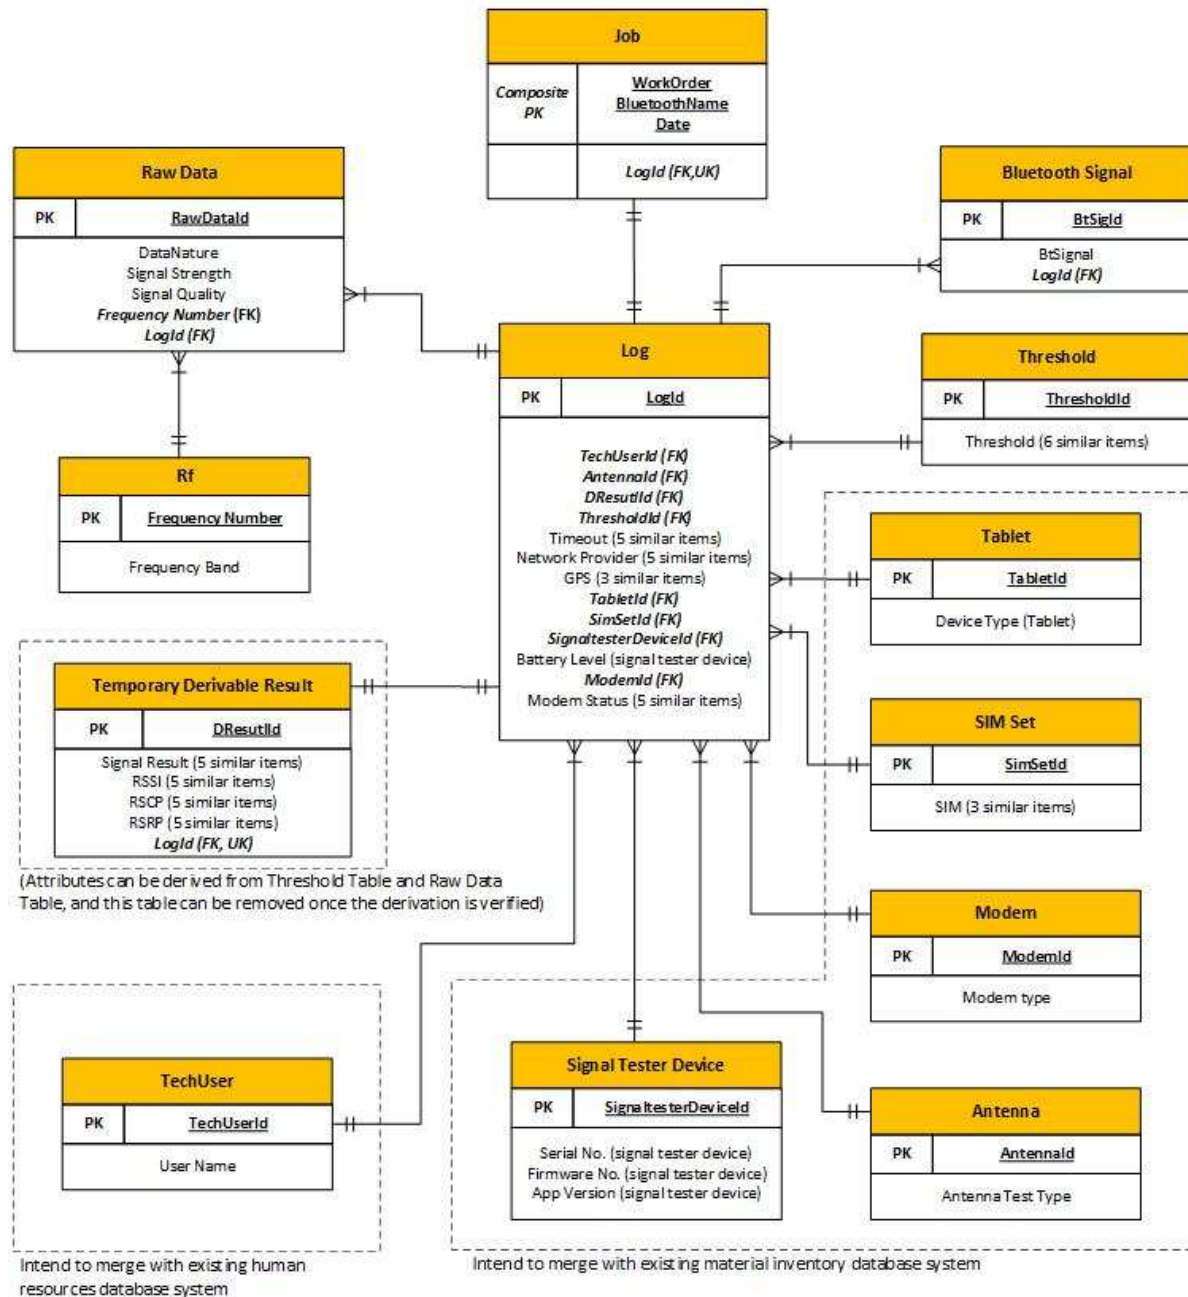 Job
Composite
PK
WorkOrder
BluetoothName
Date
LogId (FK,UK)
Raw Data
PK
RawDataId
DataNature
Signal Strength
Signal Quality
Frequency Number (FK)
LogId (FK)
Bluetooth Signal
PK
BtSigId
BtSignal
LogId (FK)
Log
PK
LogId
TechUserId (FK)
AntennaId (FK)
DResutlId (FK)
ThresholdId (FK)
Timeout (5 similar items)
Network Provider (5 similar items)
GPS (3 similar items)
TabletId (FK)
SimSetId (FK)
SignaltesterDeviceId (FK)
Battery Level (signal tester device)
ModemId (FK)
Modem Status (5 similar items)
Threshold
PK
ThresholdId
Threshold (6 similar items)
Rf
PK
Frequency Number
Frequency Band
Tablet
PK
TabletId
Device Type (Tablet)
Temporary Derivable Result
PK
DResutlId
Signal Result (5 similar items)
RSSI (5 similar items)
RSCP (5 similar items)
RSRP (5 similar items)
LogId (FK, UK)
(Attributes can be derived from Threshold Table and Raw Data
Table, and this table can be removed once the derivation is verified)
SIM Set
PK
SimSetId
SIM (3 similar items)
Modem
PK
ModemId
Modem type
TechUser
PK
TechUserId
User Name
Signal Tester Device
PK
SignaltesterDeviceId
Serial No. (signal tester device)
Firmware No. (signal tester device)
App Version (signal tester device)
Antenna
PK
AntennaId
Antenna Test Type
Intend to merge with existing human
resources database system
Intend to merge with existing material inventory database system